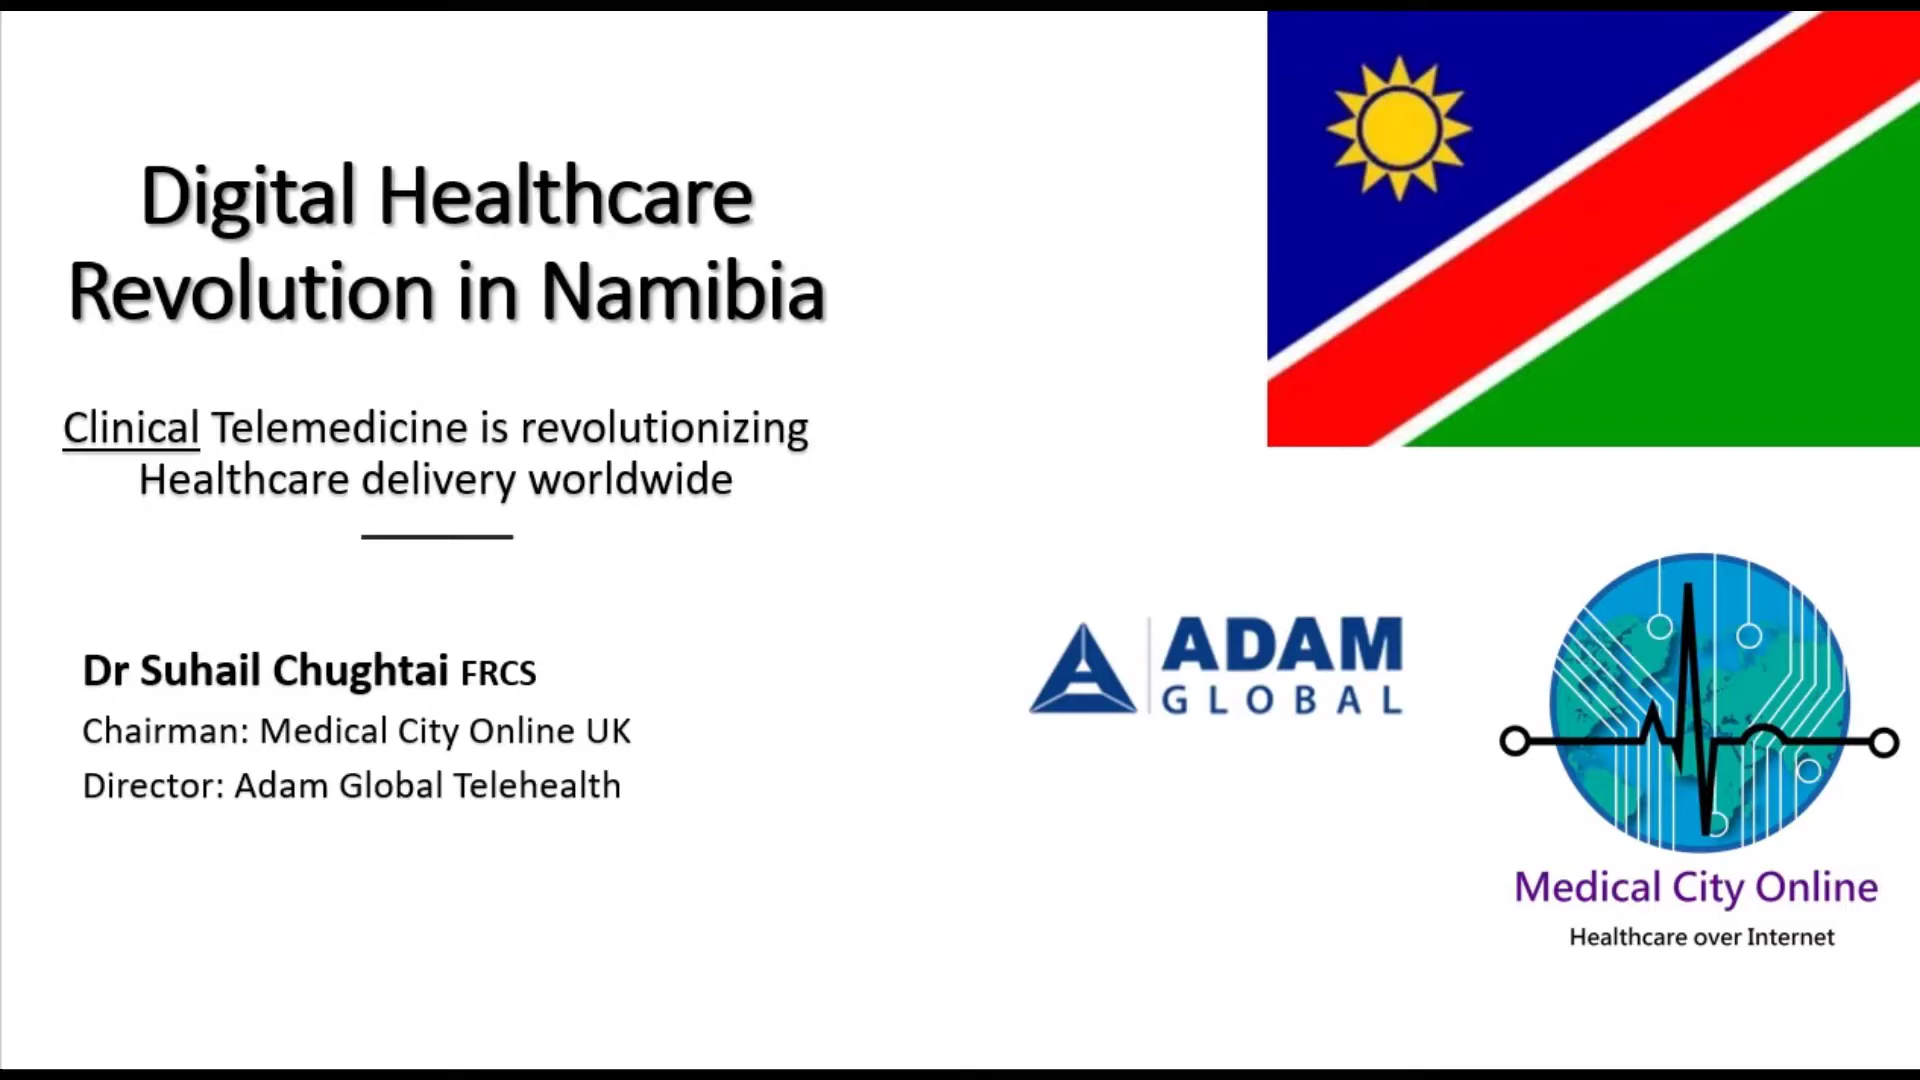 Digital Healthcare
Revolution in Namibia
Clinical Telemedicine is revolutionizing
Healthcare delivery worldwide
Dr Suhail Chughtai FRCS
Chairman: Medical City Online UK
Director: Adam Global Telehealth
ADAM
GLOBAL
Medical City Online
Healthcare over Internet